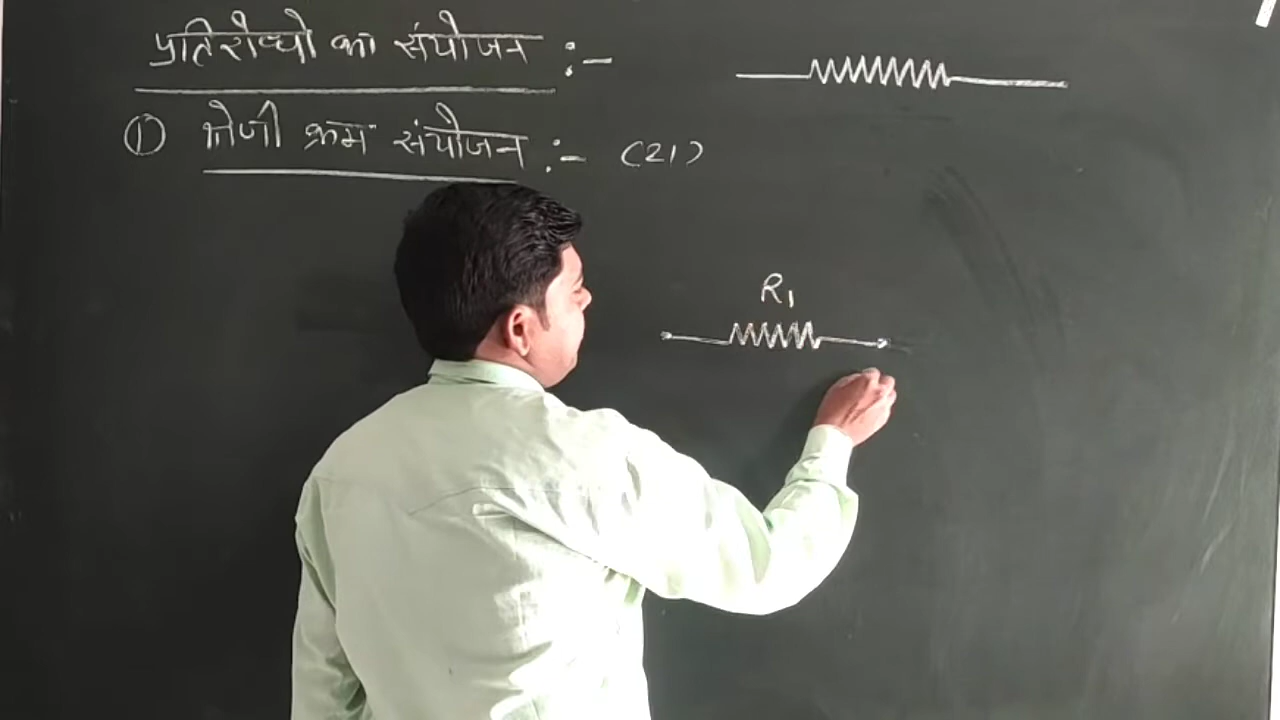 प्रतिरोधो का संयोजन :-
① श्रेणी क्रम संयोजन :- (21)
R₁